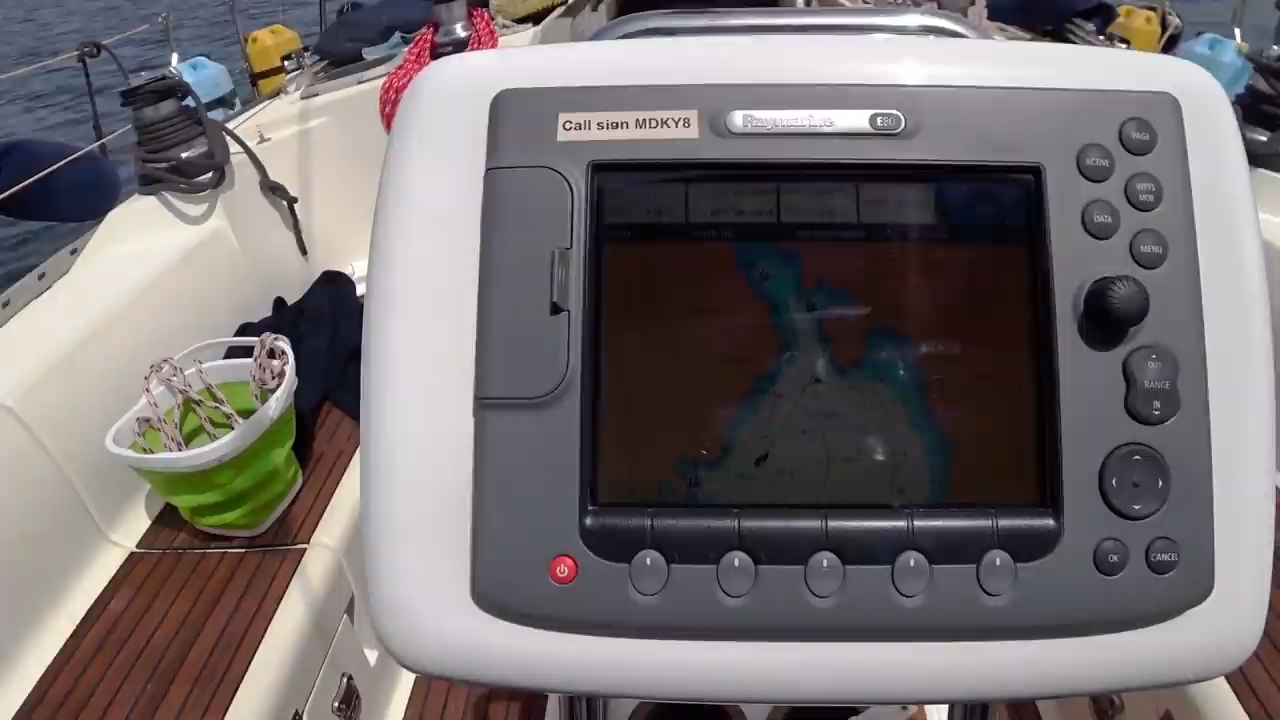 Call sign MDKY8
Raymarine E80
PAGE
ACTIVE
WPTS
MOB
DATA
MENU
OUT
RANGE
IN
OK
CANCEL